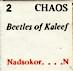 2 CHAOS
Beetles of Kaleef
Nadsokor. . . .N